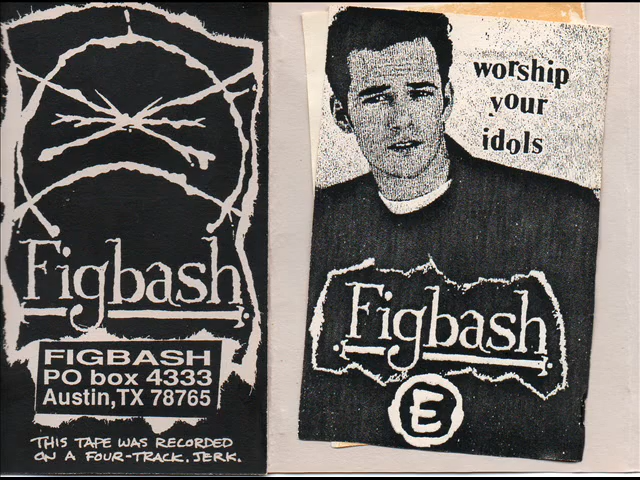 Figbash
FIGBASH
PO box 4333
Austin, TX 78765
THIS TAPE WAS RECORDED
ON A FOUR-TRACK. JERK.
worship
your
idols
Figbash
E